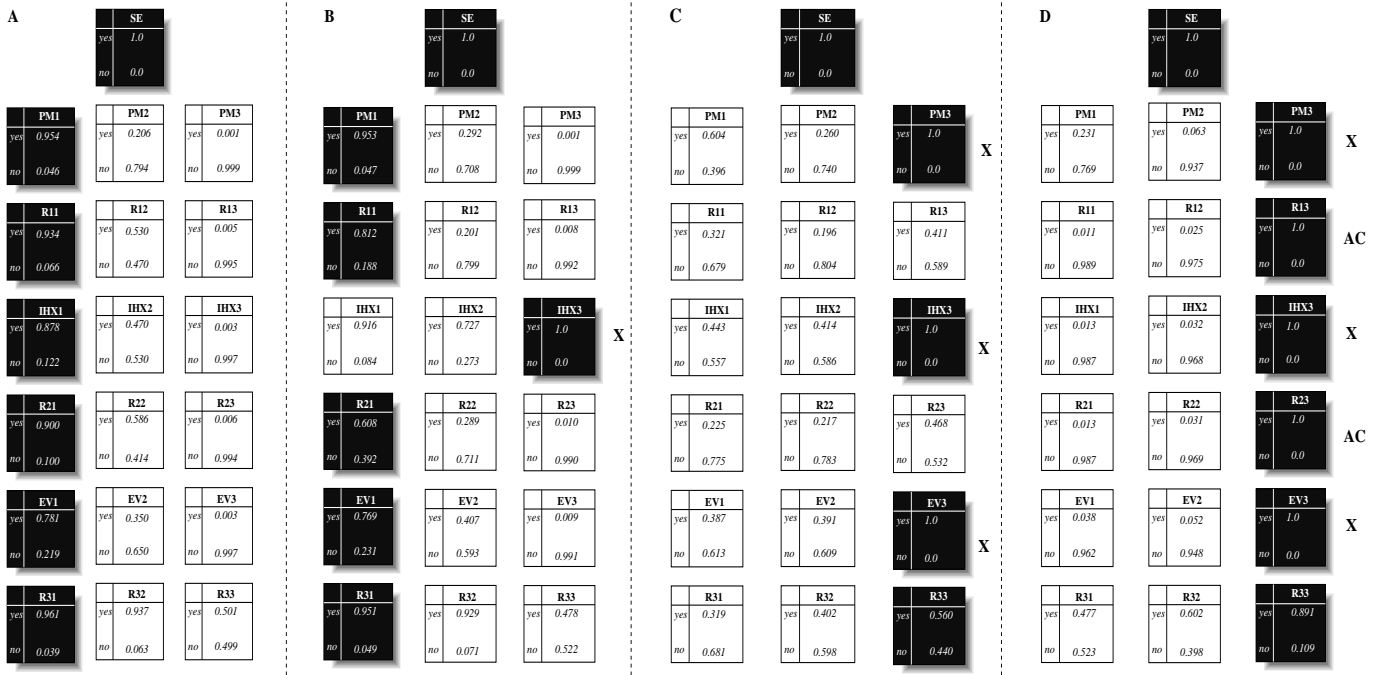 A B C D
SE SE SE SE
yes 1.0 yes 1.0 yes 1.0 yes 1.0
no 0.0 no 0.0 no 0.0 no 0.0
PM1 PM2 PM3 PM1 PM2 PM3 PM1 PM2 PM3 PM1 PM2 PM3
yes 0.954 yes 0.206 yes 0.001 yes 0.953 yes 0.292 yes 0.001 yes 0.604 yes 0.260 yes 1.0 yes 0.231 yes 0.063 yes 1.0
X X
no 0.046 no 0.794 no 0.999 no 0.047 no 0.708 no 0.999 no 0.396 no 0.740 no 0.0 no 0.769 no 0.937 no 0.0
R11 R12 R13 R11 R12 R13 R11 R12 R13 R11 R12 R13
yes 0.934 yes 0.530 yes 0.005 yes 0.812 yes 0.201 yes 0.008 yes 0.321 yes 0.196 yes 0.411 yes 0.011 yes 0.025 yes 1.0
AC
no 0.066 no 0.470 no 0.995 no 0.188 no 0.799 no 0.992 no 0.679 no 0.804 no 0.589 no 0.989 no 0.975 no 0.0
IHX1 IHX2 IHX3 IHX1 IHX2 IHX3 IHX1 IHX2 IHX3 IHX1 IHX2 IHX3
yes 0.878 yes 0.470 yes 0.003 yes 0.916 yes 0.727 yes 1.0 yes 0.443 yes 0.414 yes 1.0 yes 0.013 yes 0.032 yes 1.0
X X X
no 0.122 no 0.530 no 0.997 no 0.084 no 0.273 no 0.0 no 0.557 no 0.586 no 0.0 no 0.987 no 0.968 no 0.0
R21 R22 R23 R21 R22 R23 R21 R22 R23 R21 R22 R23
yes 0.900 yes 0.586 yes 0.006 yes 0.608 yes 0.289 yes 0.010 yes 0.225 yes 0.217 yes 0.468 yes 0.013 yes 0.031 yes 1.0
AC
no 0.100 no 0.414 no 0.994 no 0.392 no 0.711 no 0.990 no 0.775 no 0.783 no 0.532 no 0.987 no 0.969 no 0.0
EV1 EV2 EV3 EV1 EV2 EV3 EV1 EV2 EV3 EV1 EV2 EV3
yes 0.781 yes 0.350 yes 0.003 yes 0.769 yes 0.407 yes 0.009 yes 0.387 yes 0.391 yes 1.0 yes 0.038 yes 0.052 yes 1.0
X X
no 0.219 no 0.650 no 0.997 no 0.231 no 0.593 no 0.991 no 0.613 no 0.609 no 0.0 no 0.962 no 0.948 no 0.0
R31 R32 R33 R31 R32 R33 R31 R32 R33 R31 R32 R33
yes 0.961 yes 0.937 yes 0.501 yes 0.951 yes 0.929 yes 0.478 yes 0.319 yes 0.402 yes 0.560 yes 0.477 yes 0.602 yes 0.891
no 0.039 no 0.063 no 0.499 no 0.049 no 0.071 no 0.522 no 0.681 no 0.598 no 0.440 no 0.523 no 0.398 no 0.109